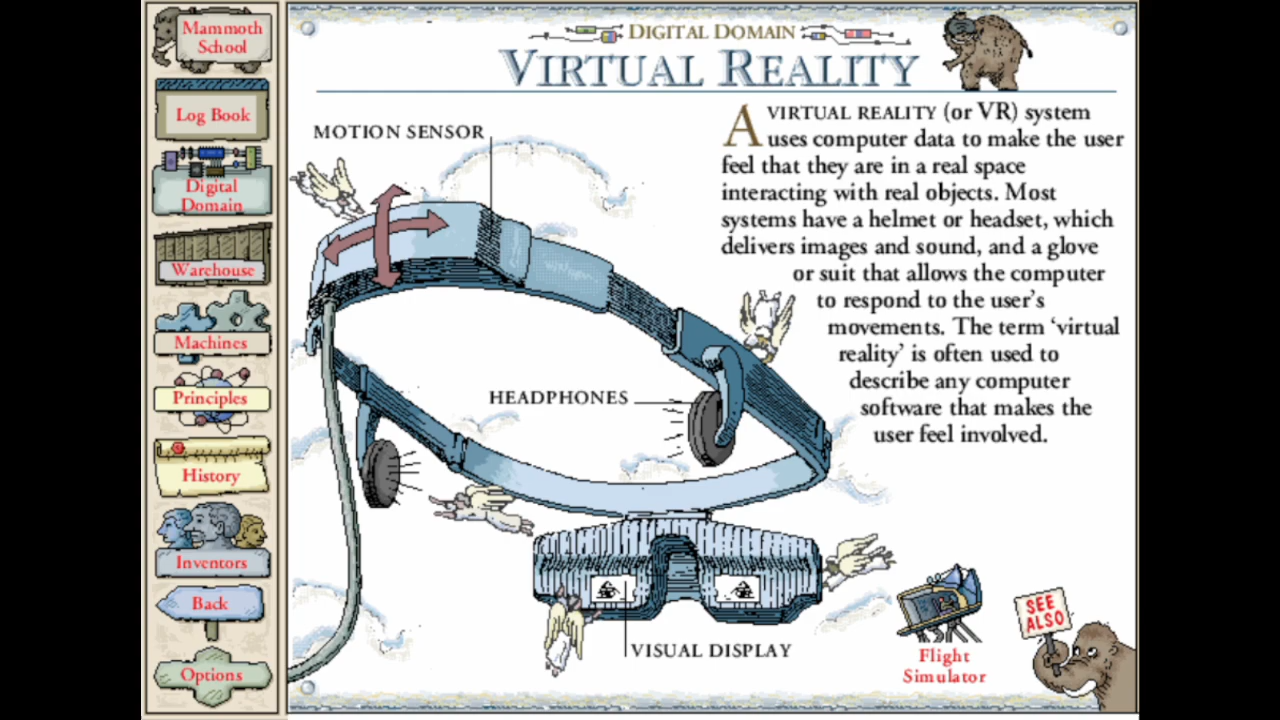 Mammoth
School
Log Book
Digital
Domain
Warehouse
Machines
Principles
History
Inventors
Back
Options
DIGITAL DOMAIN
VIRTUAL REALITY
MOTION SENSOR
HEADPHONES
VISUAL DISPLAY
A VIRTUAL REALITY (or VR) system
uses computer data to make the user
feel that they are in a real space
interacting with real objects. Most
systems have a helmet or headset, which
delivers images and sound, and a glove
or suit that allows the computer
to respond to the user's
movements. The term ‘virtual
reality’ is often used to
describe any computer
software that makes the
user feel involved.
Flight
Simulator
SEE
ALSO